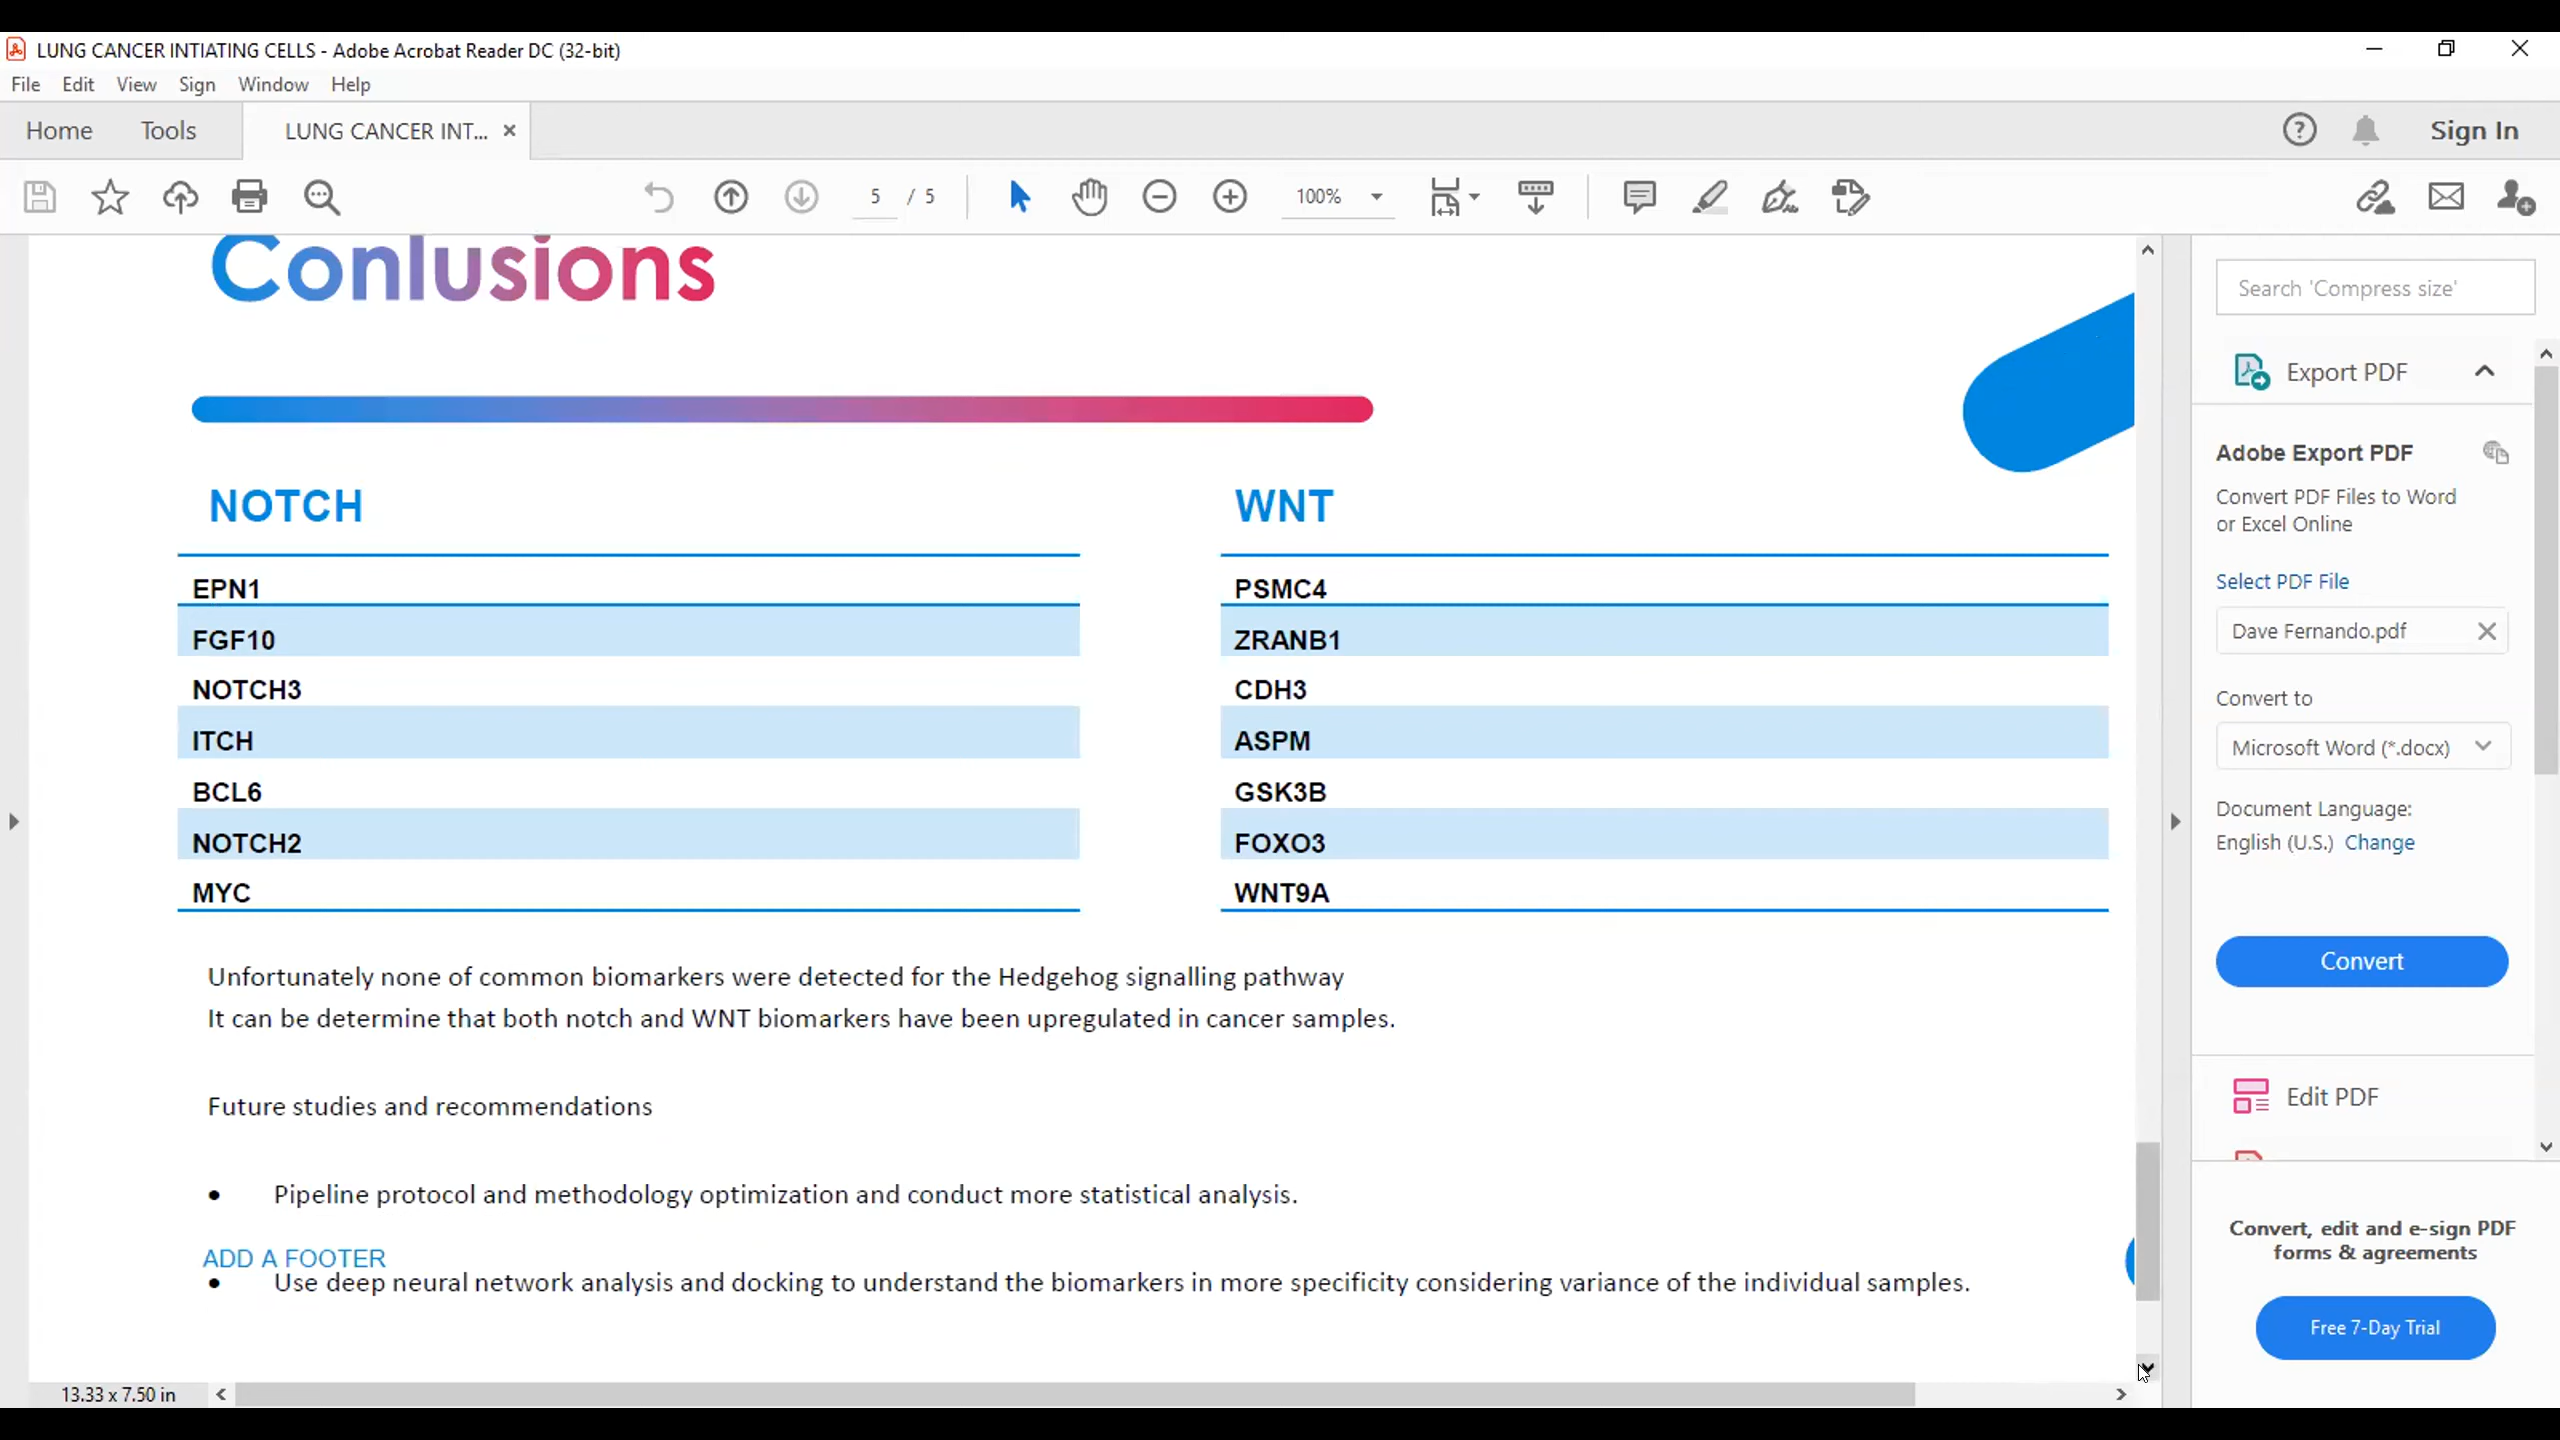 LUNG CANCER INTIATING CELLS - Adobe Acrobat Reader DC (32-bit)
File Edit View Sign Window Help
Home Tools LUNG CANCER INT... Sign In
5 / 5 100%
Conlusions
NOTCH
EPN1
FGF10
NOTCH3
ITCH
BCL6
NOTCH2
MYC
WNT
PSMC4
ZRANB1
CDH3
ASPM
GSK3B
FOXO3
WNT9A
Unfortunately none of common biomarkers were detected for the Hedgehog signalling pathway
It can be determine that both notch and WNT biomarkers have been upregulated in cancer samples.
Future studies and recommendations
• Pipeline protocol and methodology optimization and conduct more statistical analysis.
ADD A FOOTER
• Use deep neural network analysis and docking to understand the biomarkers in more specificity considering variance of the individual samples.
13.33 x 7.50 in
Search 'Compress size'
Export PDF
Adobe Export PDF
Convert PDF Files to Word
or Excel Online
Select PDF File
Dave Fernando.pdf
Convert to
Microsoft Word (*.docx)
Document Language:
English (U.S.) Change
Convert
Edit PDF
Convert, edit and e-sign PDF
forms & agreements
Free 7-Day Trial